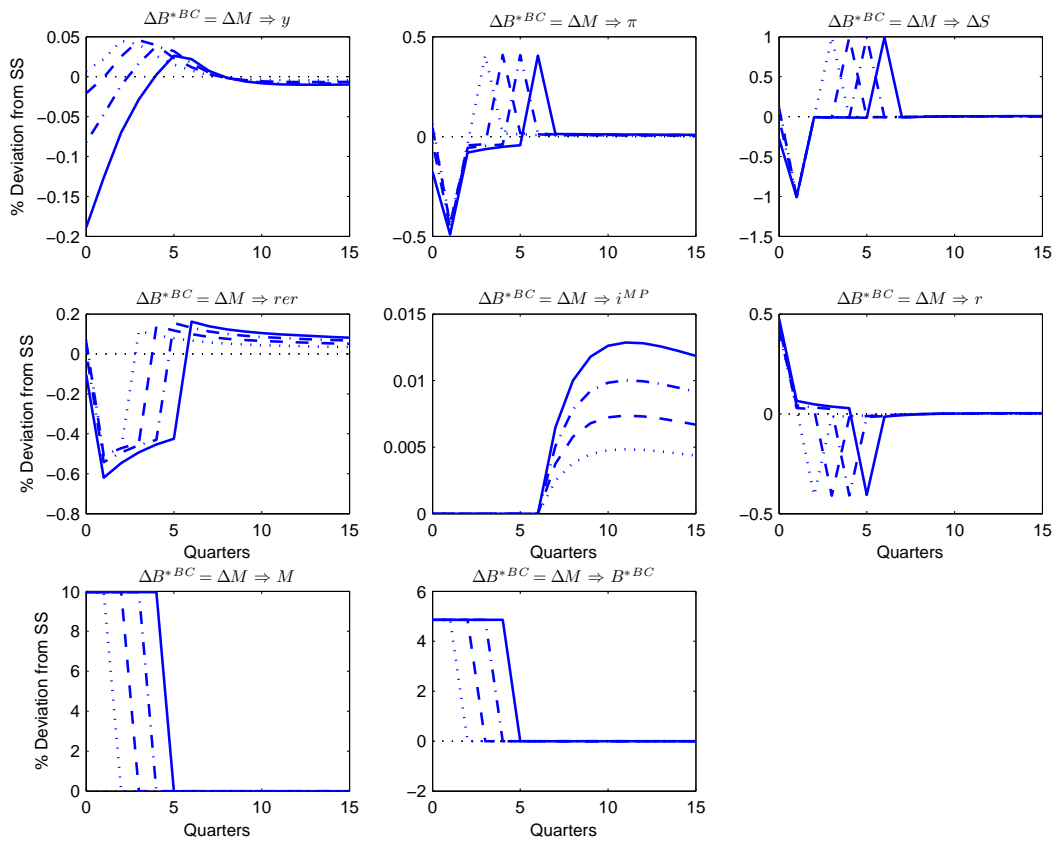 ΔB*BC = ΔM ⇒ y
ΔB*BC = ΔM ⇒ π
ΔB*BC = ΔM ⇒ ΔS
% Deviation from SS
0.05
0
−0.05
−0.1
−0.15
−0.2
0 5 10 15
0.5
0
−0.5
0 5 10 15
1
0.5
0
−0.5
−1
−1.5
0 5 10 15
ΔB*BC = ΔM ⇒ rer
ΔB*BC = ΔM ⇒ iMP
ΔB*BC = ΔM ⇒ r
% Deviation from SS
0.2
0
−0.2
−0.4
−0.6
−0.8
0 5 10 15
0.015
0.01
0.005
0
0 5 10 15
Quarters
0.5
0
−0.5
0 5 10 15
Quarters
ΔB*BC = ΔM ⇒ M
ΔB*BC = ΔM ⇒ B*BC
% Deviation from SS
10
8
6
4
2
0
0 5 10 15
Quarters
6
4
2
0
−2
0 5 10 15
Quarters